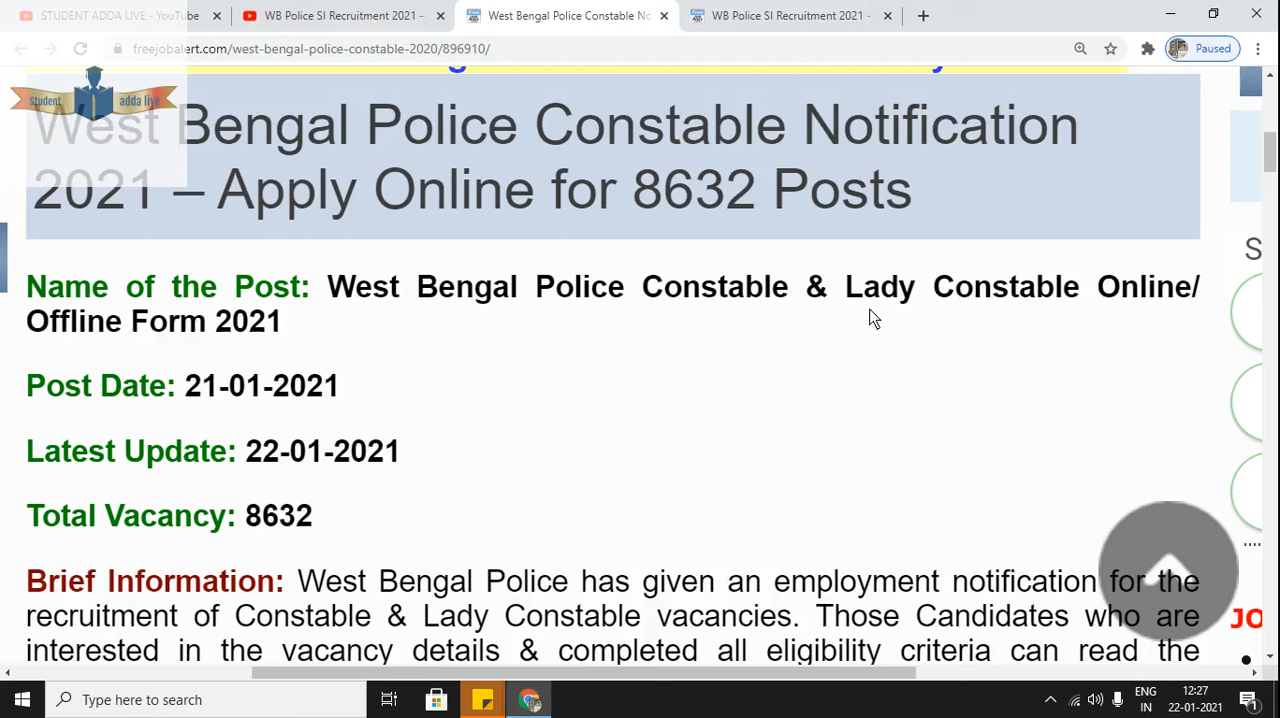 STUDENT ADDA LIVE - YouTube
WB Police SI Recruitment 2021 –
West Bengal Police Constable No
WB Police SI Recruitment 2021 -
freejobalert.com/west-bengal-police-constable-2020/896910/
Paused
Student adda live
West Bengal Police Constable Notification
2021 – Apply Online for 8632 Posts
Name of the Post: West Bengal Police Constable & Lady Constable Online/
Offline Form 2021
Post Date: 21-01-2021
Latest Update: 22-01-2021
Total Vacancy: 8632
Brief Information: West Bengal Police has given an employment notification for the
recruitment of Constable & Lady Constable vacancies. Those Candidates who are
interested in the vacancy details & completed all eligibility criteria can read the
S
JO
Type here to search
ENG
IN
12:27
22-01-2021
1